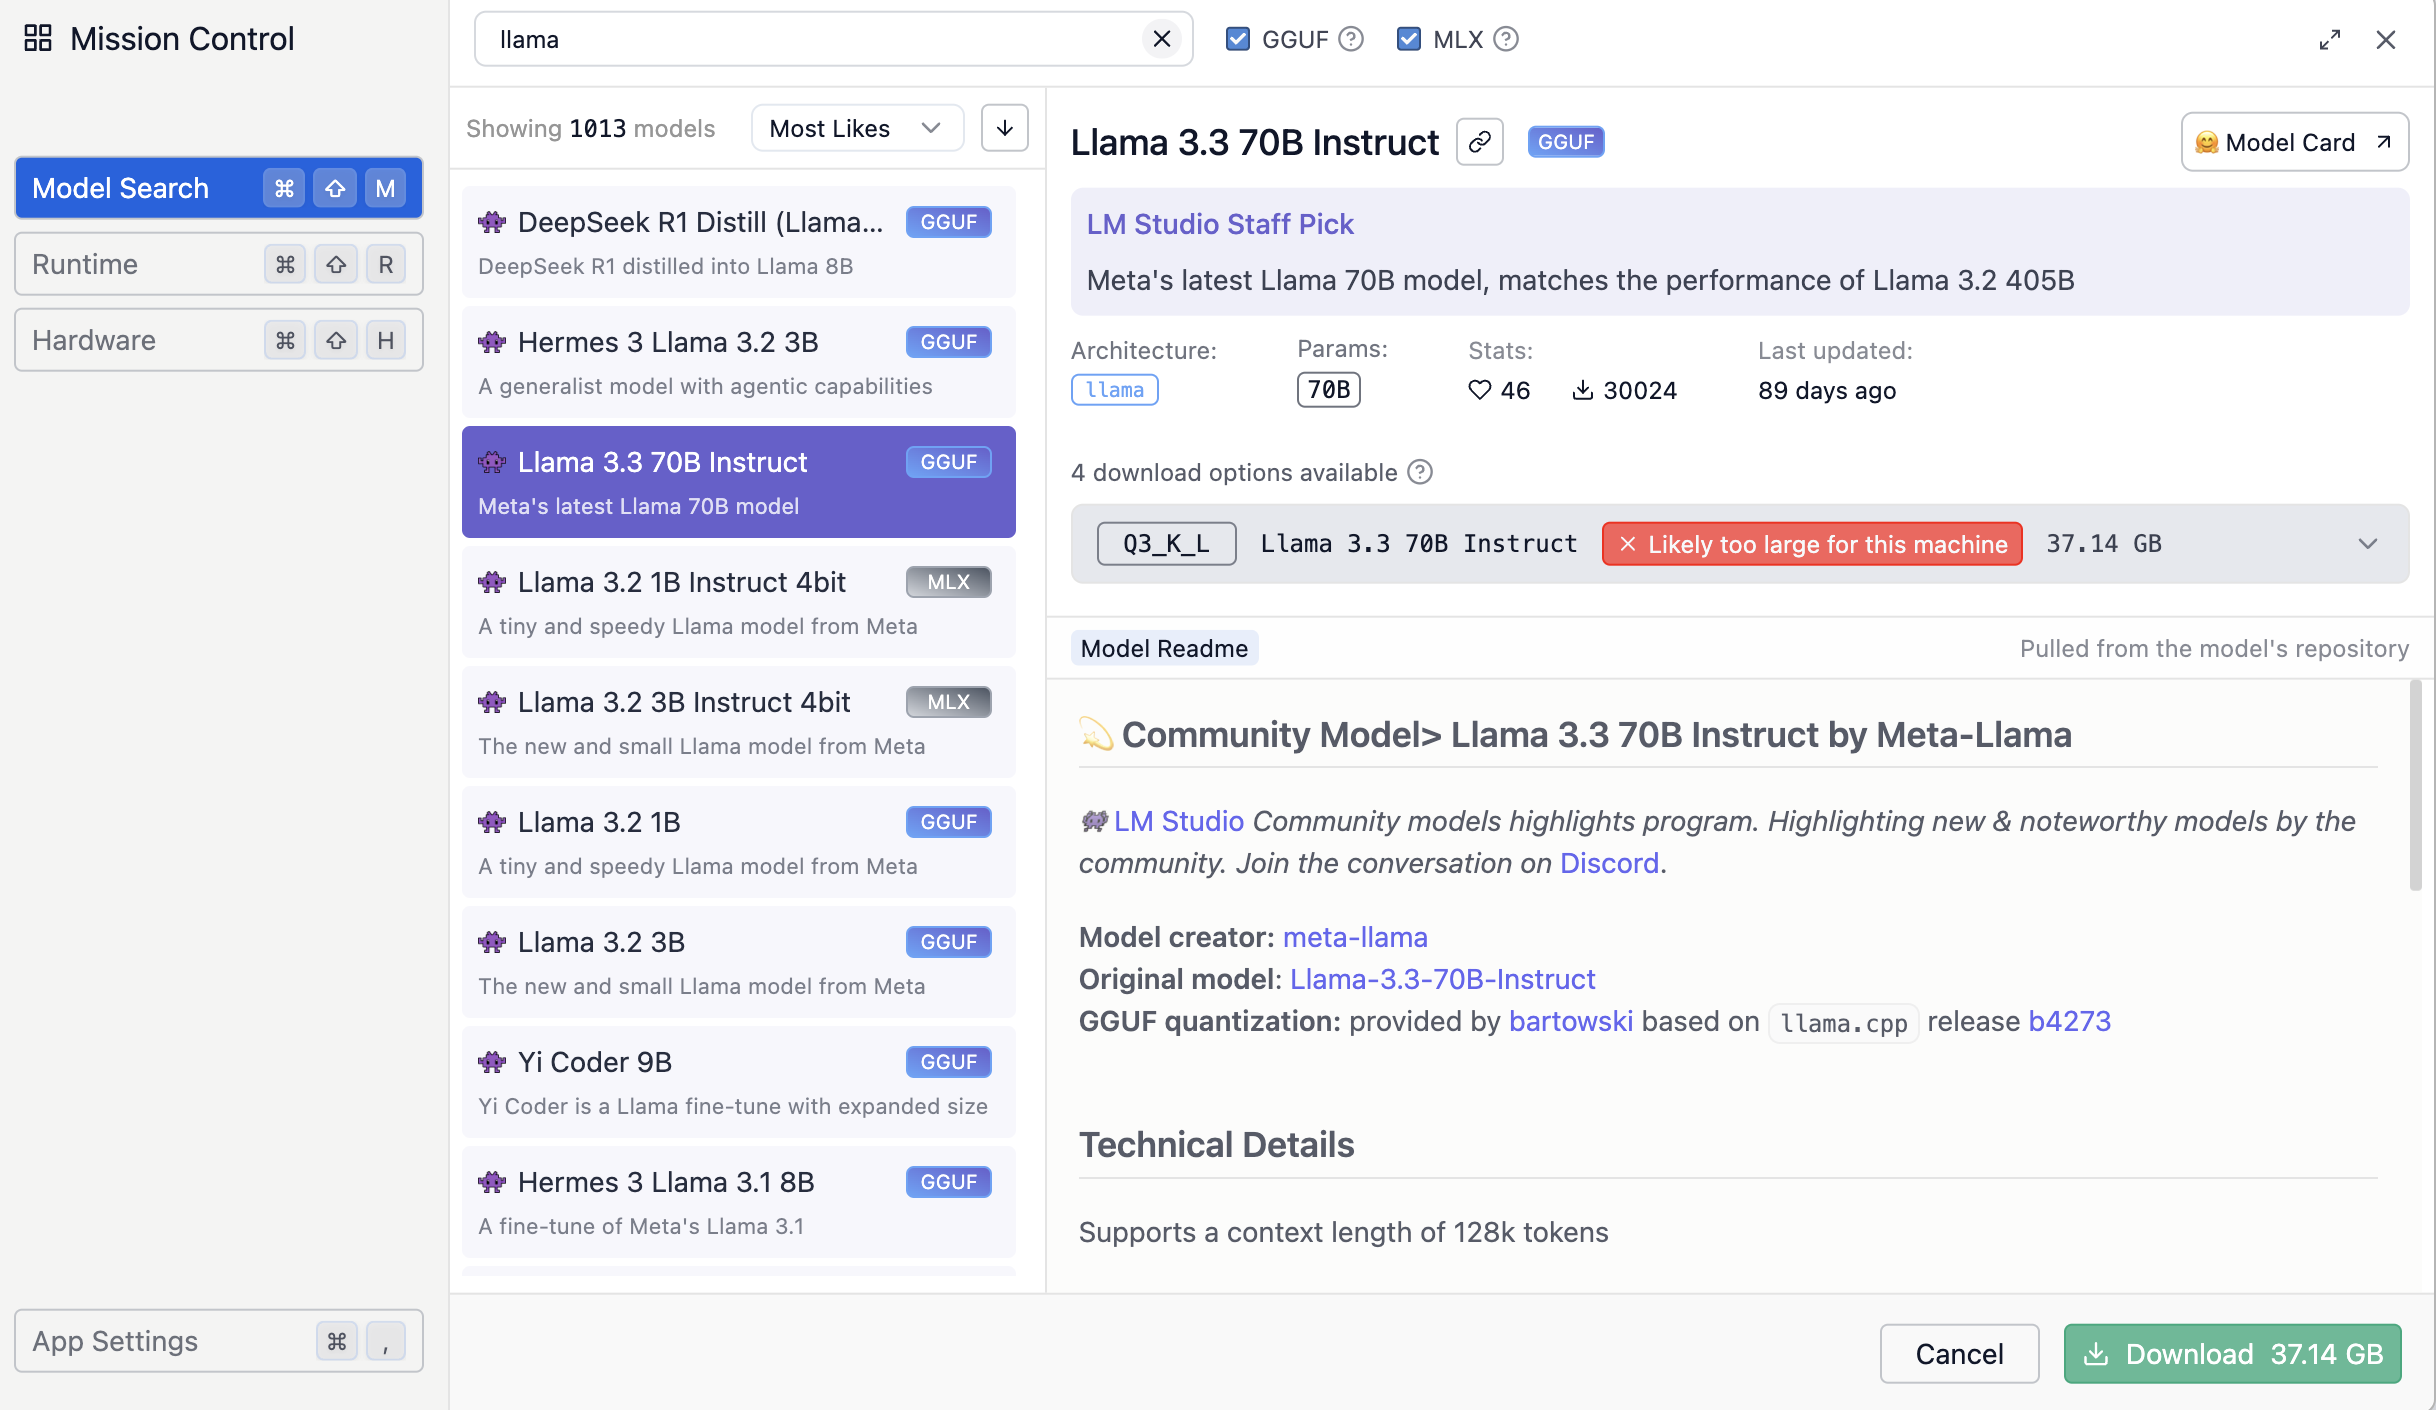 Mission Control
Model Search ⌘ ⇧ M
Runtime ⌘ ⇧ R
Hardware ⌘ ⇧ H
App Settings ⌘ ,
llama
GGUF
MLX
Showing 1013 models
Most Likes
DeepSeek R1 Distill (Llama... GGUF
DeepSeek R1 distilled into Llama 8B
Hermes 3 Llama 3.2 3B GGUF
A generalist model with agentic capabilities
Llama 3.3 70B Instruct GGUF
Meta's latest Llama 70B model
Llama 3.2 1B Instruct 4bit MLX
A tiny and speedy Llama model from Meta
Llama 3.2 3B Instruct 4bit MLX
The new and small Llama model from Meta
Llama 3.2 1B GGUF
A tiny and speedy Llama model from Meta
Llama 3.2 3B GGUF
The new and small Llama model from Meta
Yi Coder 9B GGUF
Yi Coder is a Llama fine-tune with expanded size
Hermes 3 Llama 3.1 8B GGUF
A fine-tune of Meta's Llama 3.1
Llama 3.3 70B Instruct GGUF
🤗 Model Card
LM Studio Staff Pick
Meta's latest Llama 70B model, matches the performance of Llama 3.2 405B
Architecture: Params: Stats: Last updated:
llama 70B 46 30024 89 days ago
4 download options available
Q3_K_L Llama 3.3 70B Instruct Likely too large for this machine 37.14 GB
Model Readme Pulled from the model's repository
💫 Community Model> Llama 3.3 70B Instruct by Meta-Llama
👾 LM Studio Community models highlights program. Highlighting new & noteworthy models by the
community. Join the conversation on Discord.
Model creator: meta-llama
Original model: Llama-3.3-70B-Instruct
GGUF quantization: provided by bartowski based on llama.cpp release b4273
Technical Details
Supports a context length of 128k tokens
Cancel
Download 37.14 GB